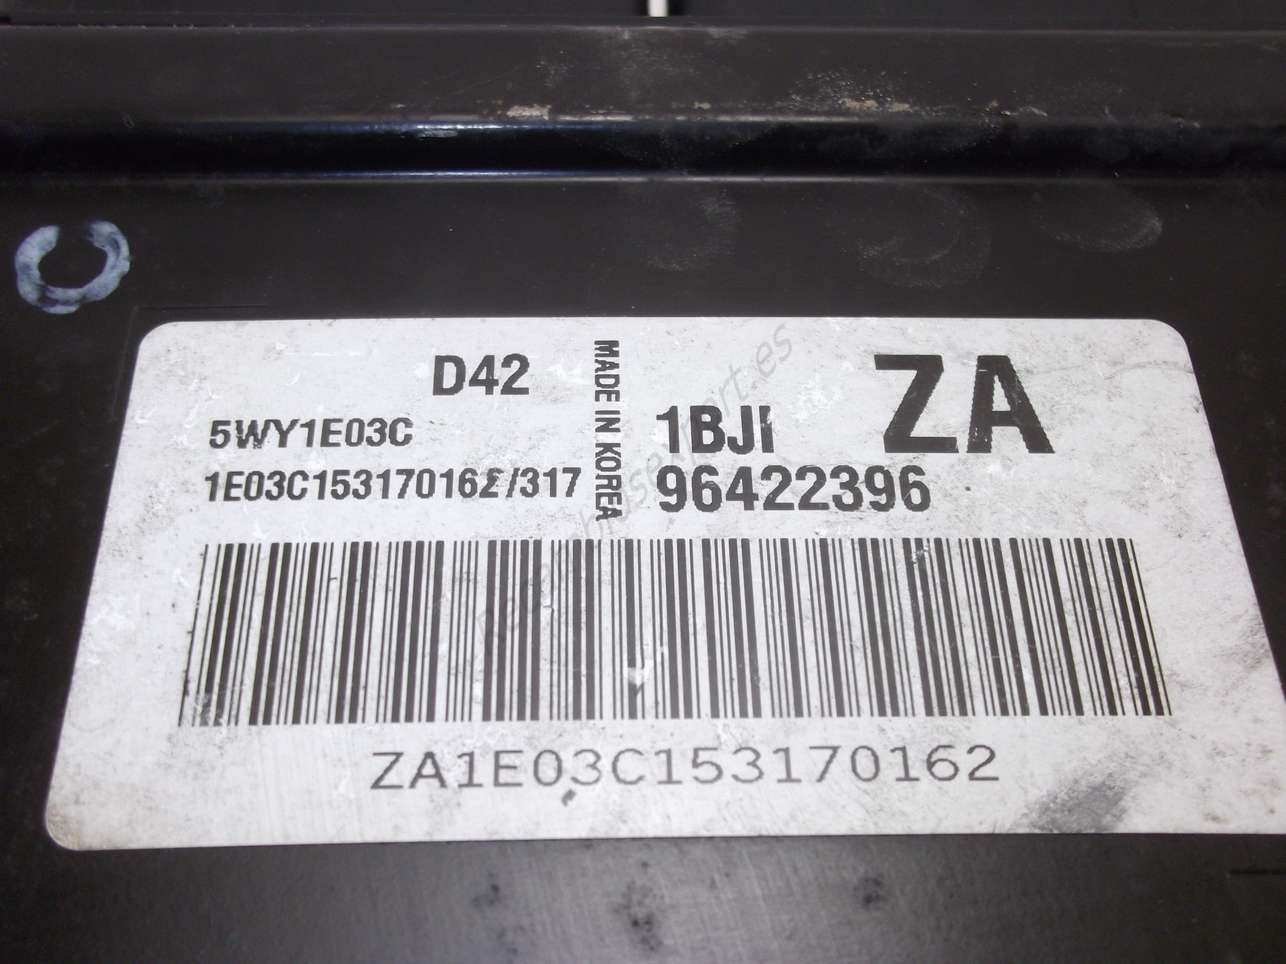 D42
5WY1E03C
1E03C153170162/317
MADE IN KOREA
1BJI
ZA
96422396
ZA1E03C153170162